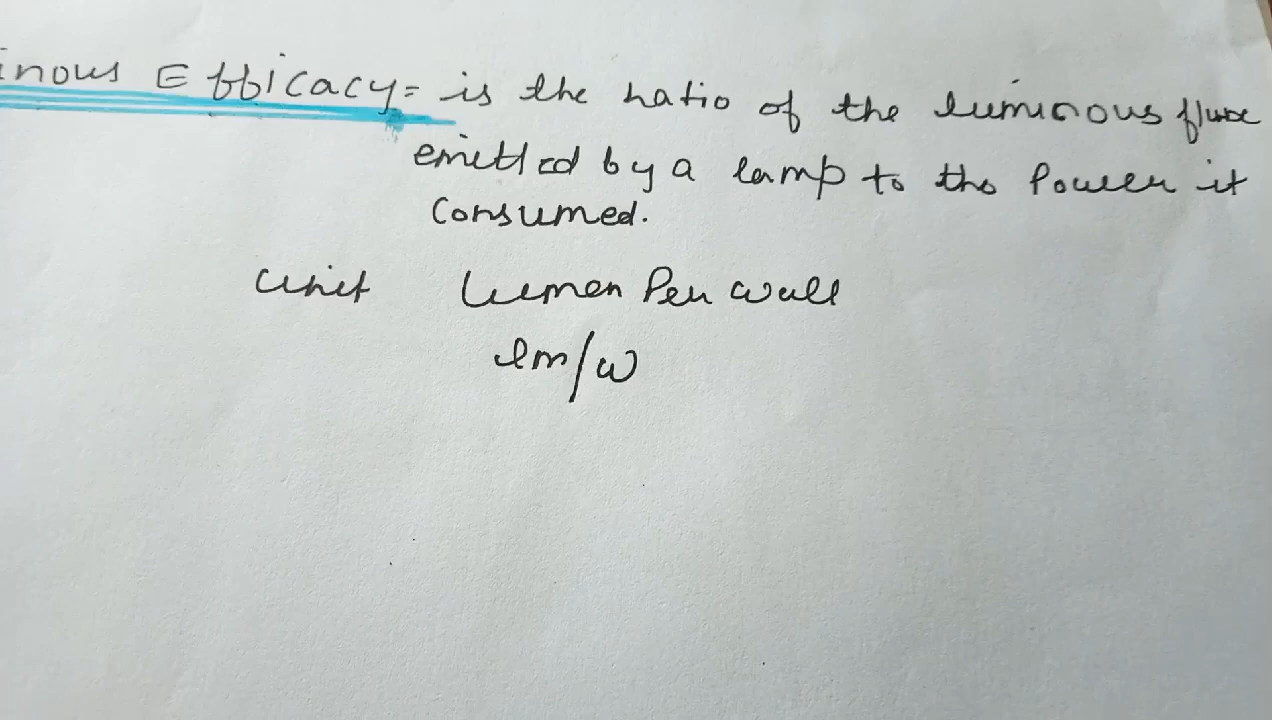 inous Efficacy = is the ratio of the luminous flux
emitted by a lamp to the Power it
Consumed.
Unit Lumen Per watt
lm/w